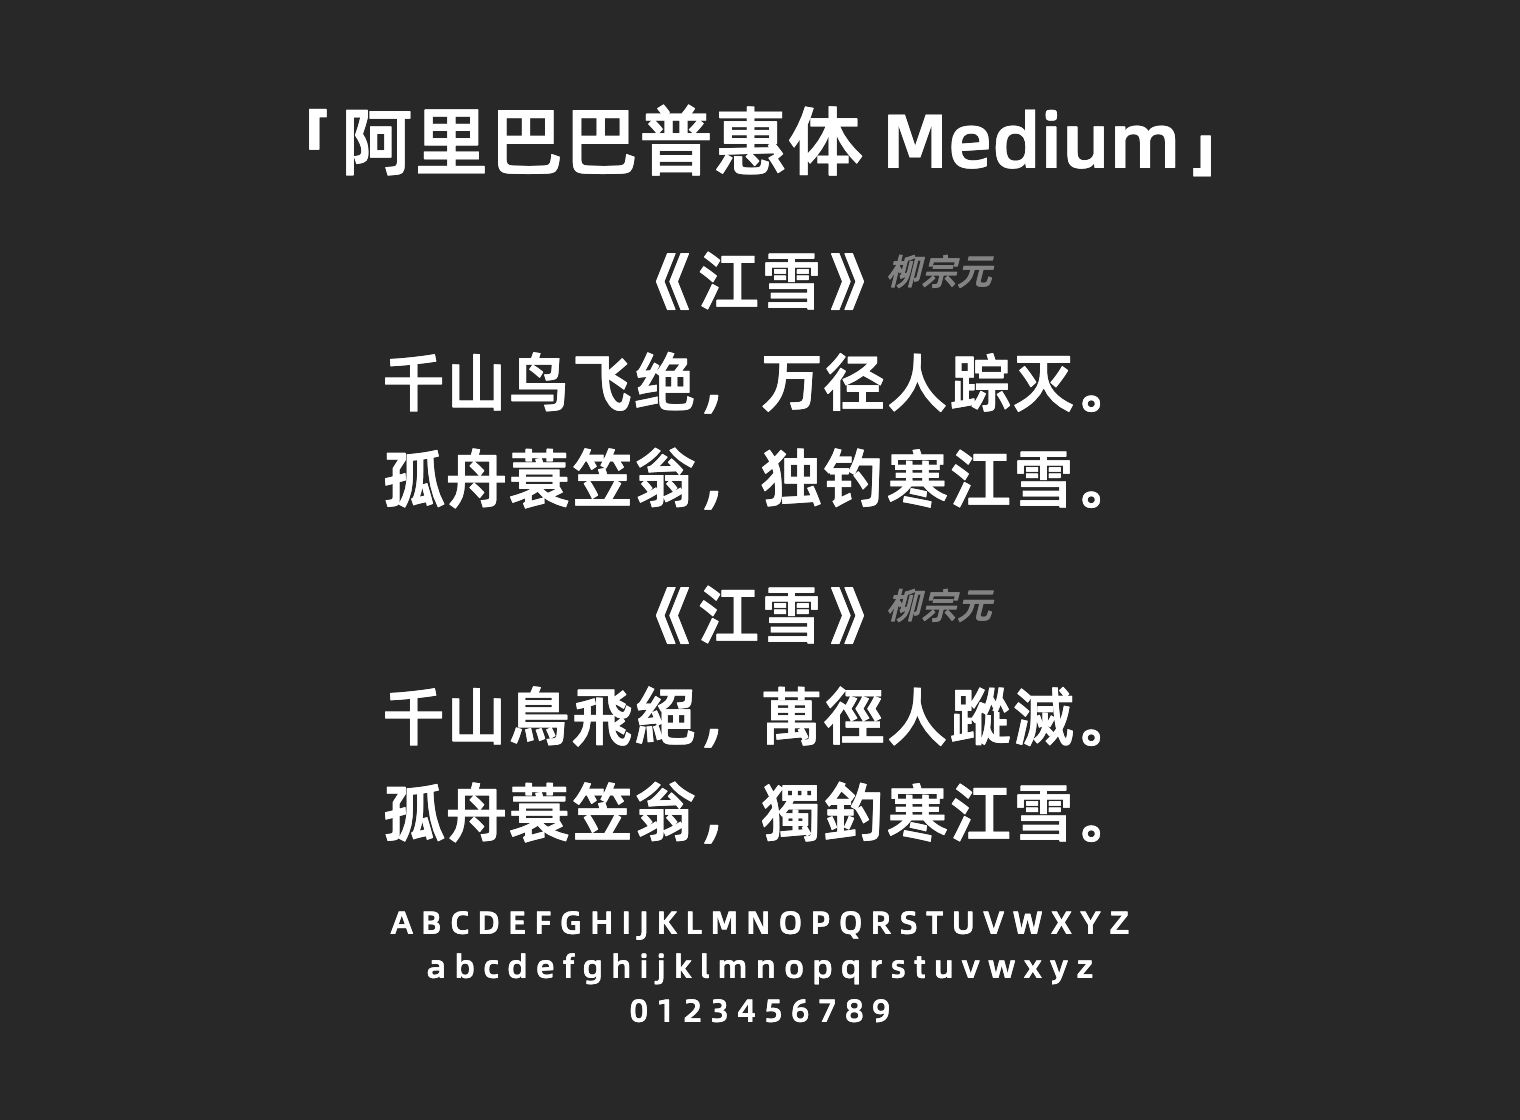 「阿里巴巴普惠体 Medium」
《江雪》柳宗元
千山鸟飞绝，万径人踪灭。
孤舟蓑笠翁，独钓寒江雪。
《江雪》柳宗元
千山鳥飛絕，萬徑人蹤滅。
孤舟蓑笠翁，獨釣寒江雪。
A B C D E F G H I J K L M N O P Q R S T U V W X Y Z
a b c d e f g h i j k l m n o p q r s t u v w x y z
0 1 2 3 4 5 6 7 8 9